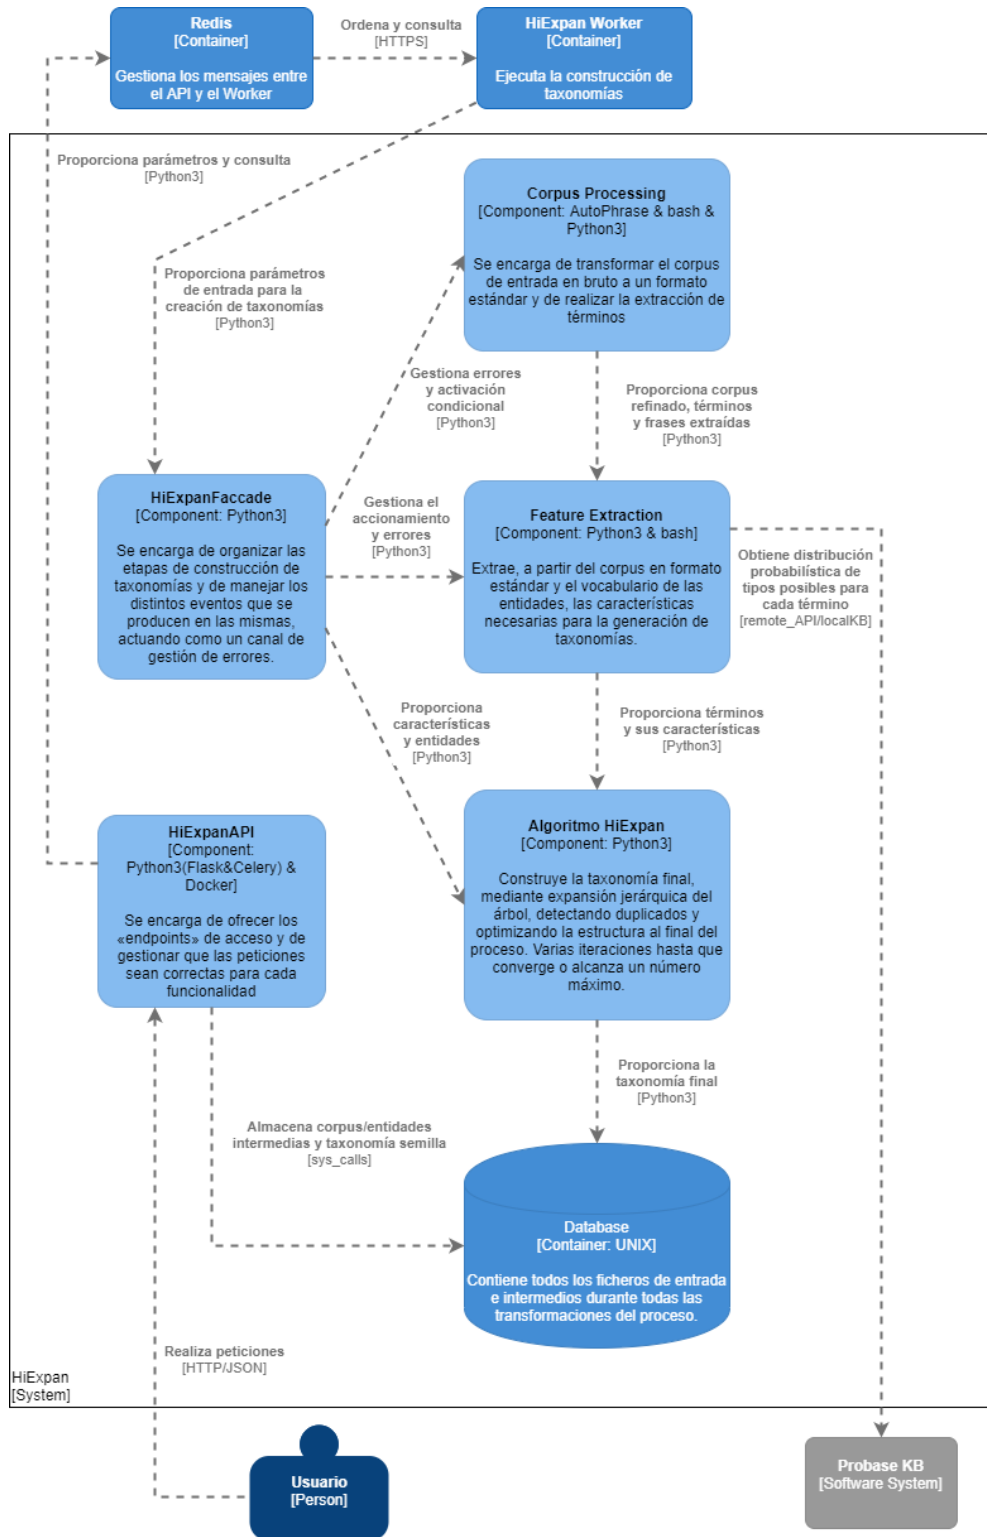 Redis
[Container]
Gestiona los mensajes entre
el API y el Worker
Ordena y consulta
[HTTPS]
HiExpan Worker
[Container]
Ejecuta la construcción de
taxonomías
Proporciona parámetros y consulta
[Python3]
Corpus Processing
[Component: AutoPhrase & bash &
Python3]
Se encarga de transformar el corpus
de entrada en bruto a un formato
estándar y de realizar la extracción de
términos
Proporciona parámetros
de entrada para la
creación de taxonomías
[Python3]
Gestiona errores
y activación
condicional
[Python3]
Proporciona corpus
refinado, términos
y frases extraídas
[Python3]
HiExpanFaccade
[Component: Python3]
Se encarga de organizar las
etapas de construcción de
taxonomías y de manejar los
distintos eventos que se
producen en las mismas,
actuando como un canal de
gestión de errores.
Gestiona el
accionamiento
y errores
[Python3]
Feature Extraction
[Component: Python3 & bash]
Extrae, a partir del corpus en formato
estándar y el vocabulario de las
entidades, las características
necesarias para la generación de
taxonomías.
Obtiene distribución
probabilística de
tipos posibles para
cada término
[remote_API/localKB]
Proporciona
características
y entidades
[Python3]
Proporciona términos
y sus características
[Python3]
HiExpanAPI
[Component:
Python3(Flask&Celery) &
Docker]
Se encarga de ofrecer los
«endpoints» de acceso y de
gestionar que las peticiones
sean correctas para cada
funcionalidad
Algoritmo HiExpan
[Component: Python3]
Construye la taxonomía final,
mediante expansión jerárquica del
árbol, detectando duplicados y
optimizando la estructura al final del
proceso. Varias iteraciones hasta que
converge o alcanza un número
máximo.
Proporciona la
taxonomía final
[Python3]
Almacena corpus/entidades
intermedias y taxonomía semilla
[sys_calls]
Database
[Container: UNIX]
Contiene todos los ficheros de entrada
e intermedios durante todas las
transformaciones del proceso.
Realiza peticiones
[HTTP/JSON]
HiExpan
[System]
Usuario
[Person]
Probase KB
[Software System]